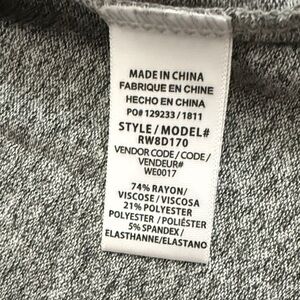 MADE IN CHINA
FABRIQUE EN CHINE
HECHO EN CHINA
PO# 129233 / 1811
STYLE / MODEL#
RW8D170
VENDOR CODE / CODE /
VENDEUR#
WE0017
74% RAYON/
VISCOSE / VISCOSA
21% POLYESTER
POLYESTER / POLIÉSTER
5% SPANDEX /
ELASTHANNE/ELASTANO